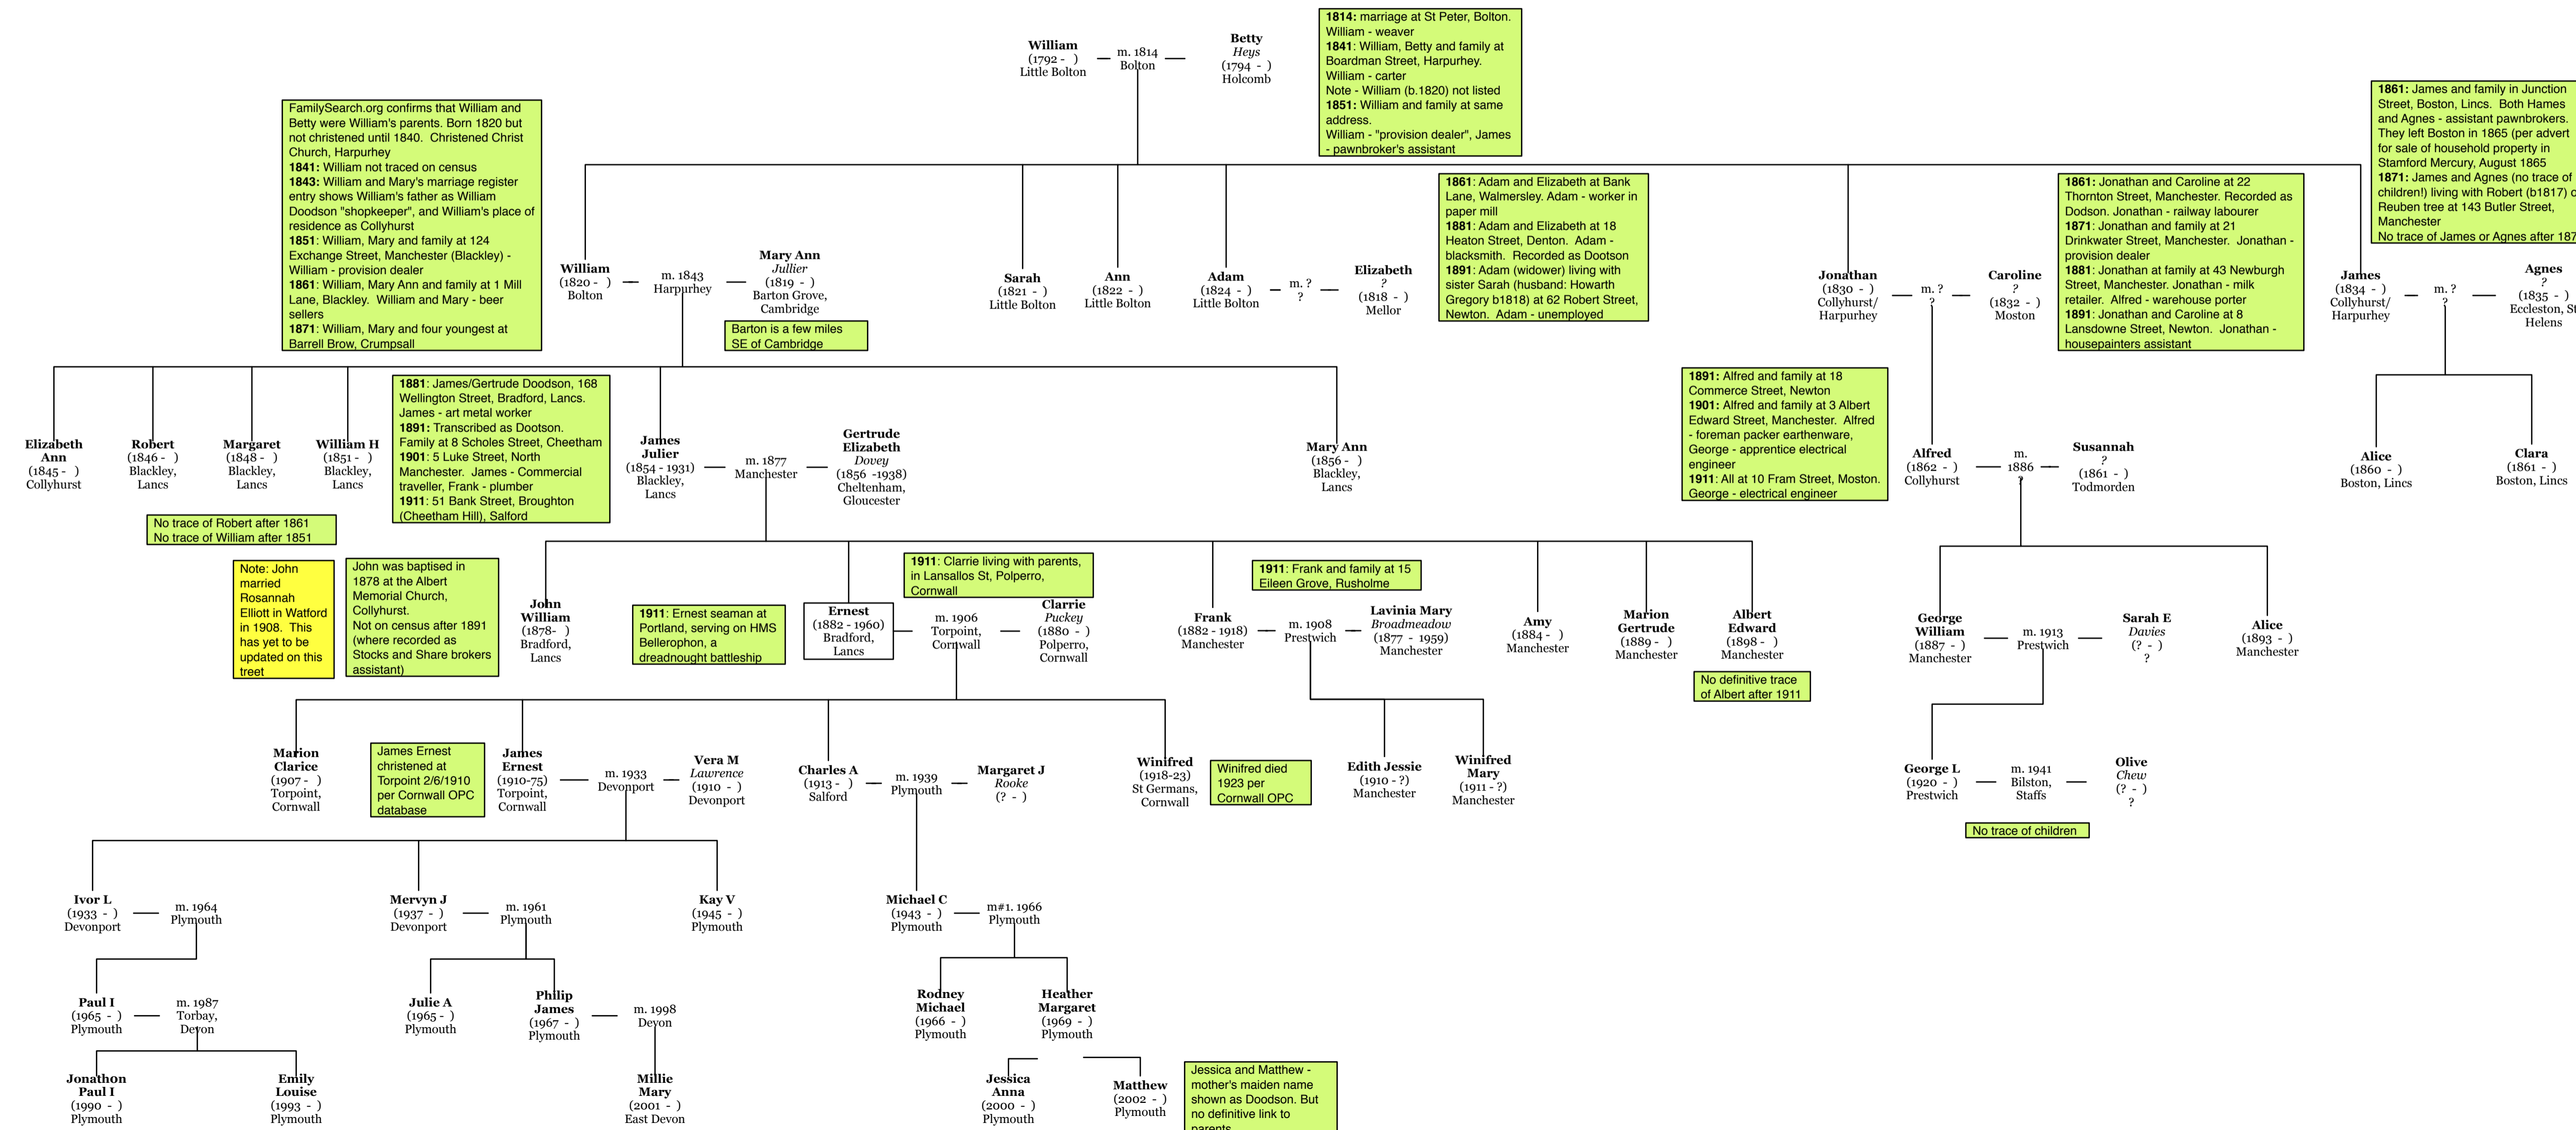 William
(1792 - )
Little Bolton
m. 1814
Bolton
Betty
Heys
(1794 - )
Holcomb
1814: marriage at St Peter, Bolton.
William - weaver
1841: William, Betty and family at
Boardman Street, Harpurhey.
William - carter
Note - William (b.1820) not listed
1851: William and family at same
address.
William - "provision dealer", James
- pawnbroker's assistant
FamilySearch.org confirms that William and
Betty were William's parents. Born 1820 but
not christened until 1840. Christened Christ
Church, Harpurhey
1841: William not traced on census
1843: William and Mary's marriage register
entry shows William's father as William
Doodson "shopkeeper", and William's place of
residence as Collyhurst
1851: William, Mary and family at 124
Exchange Street, Manchester (Blackley) -
William - provision dealer
1861: William, Mary Ann and family at 1 Mill
Lane, Blackley. William and Mary - beer
sellers
1871: William, Mary and four youngest at
Barrell Brow, Crumpsall
William
(1820 - )
Bolton
m. 1843
Harpurhey
Mary Ann
Jullier
(1819 - )
Barton Grove,
Cambridge
Barton is a few miles
SE of Cambridge
Sarah
(1821 - )
Little Bolton
Ann
(1822 - )
Little Bolton
Adam
(1824 - )
Little Bolton
m. ?
?
Elizabeth
?
(1818 - )
Mellor
1861: Adam and Elizabeth at Bank
Lane, Walmersley. Adam - worker in
paper mill
1881: Adam and Elizabeth at 18
Heaton Street, Denton. Adam -
blacksmith. Recorded as Dootson
1891: Adam (widower) living with
sister Sarah (husband: Howarth
Gregory b1818) at 62 Robert Street,
Newton. Adam - unemployed
Jonathan
(1830 - )
Collyhurst/
Harpurhey
m. ?
?
Caroline
?
(1832 - )
Moston
1861: Jonathan and Caroline at 22
Thornton Street, Manchester. Recorded as
Dodson. Jonathan - railway labourer
1871: Jonathan and family at 21
Drinkwater Street, Manchester. Jonathan -
provision dealer
1881: Jonathan at family at 43 Newburgh
Street, Manchester. Jonathan - milk
retailer. Alfred - warehouse porter
1891: Jonathan and Caroline at 8
Lansdowne Street, Newton. Jonathan -
housepainters assistant
James
(1834 - )
Collyhurst/
Harpurhey
m. ?
?
Agnes
?
(1835 - )
Eccleston, St
Helens
1861: James and family in Junction
Street, Boston, Lincs. Both Hames
and Agnes - assistant pawnbrokers.
They left Boston in 1865 (per advert
for sale of household property in
Stamford Mercury, August 1865
1871: James and Agnes (no trace of
children!) living with Robert (b1817)
Reuben tree at 143 Butler Street,
Manchester
No trace of James or Agnes after 187
Elizabeth
Ann
(1845 - )
Collyhurst
Robert
(1846 - )
Blackley,
Lancs
Margaret
(1848 - )
Blackley,
Lancs
William H
(1851 - )
Blackley,
Lancs
No trace of Robert after 1861
No trace of William after 1851
1881: James/Gertrude Doodson, 168
Wellington Street, Bradford, Lancs.
James - art metal worker
1891: Transcribed as Dootson.
Family at 8 Scholes Street, Cheetham
1901: 5 Luke Street, North
Manchester. James - Commercial
traveller, Frank - plumber
1911: 51 Bank Street, Broughton
(Cheetham Hill), Salford
James
Julier
(1854 - 1931)
Blackley,
Lancs
m. 1877
Manchester
Gertrude
Elizabeth
Dovey
(1856 -1938)
Cheltenham,
Gloucester
Mary Ann
(1856 - )
Blackley,
Lancs
1891: Alfred and family at 18
Commerce Street, Newton
1901: Alfred and family at 3 Albert
Edward Street, Manchester. Alfred
- foreman packer earthenware,
George - apprentice electrical
engineer
1911: All at 10 Fram Street, Moston.
George - electrical engineer
Alfred
(1862 - )
Collyhurst
m.
1886
?
Susannah
?
(1861 - )
Todmorden
Alice
(1860 - )
Boston, Lincs
Clara
(1861 - )
Boston, Lincs
Note: John
married
Rosannah
Elliott in Watford
in 1908. This
has yet to be
updated on this
treet
John was baptised in
1878 at the Albert
Memorial Church,
Collyhurst.
Not on census after 1891
(where recorded as
Stocks and Share brokers
assistant)
John
William
(1878- )
Bradford,
Lancs
1911: Ernest seaman at
Portland, serving on HMS
Bellerophon, a
dreadnought battleship
Ernest
(1882 - 1960)
Bradford,
Lancs
m. 1906
Torpoint,
Cornwall
1911: Clarrie living with parents,
in Lansallos St, Polperro,
Cornwall
Clarrie
Puckey
(1880 - )
Polperro,
Cornwall
Frank
(1882 - 1918)
Manchester
m. 1908
Prestwich
1911: Frank and family at 15
Eileen Grove, Rusholme
Lavinia Mary
Broadmeadow
(1877 - 1959)
Manchester
Amy
(1884 - )
Manchester
Marion
Gertrude
(1889 - )
Manchester
Albert
Edward
(1898 - )
Manchester
No definitive trace
of Albert after 1911
George
William
(1887 - )
Manchester
m. 1913
Prestwich
Sarah E
Davies
(? - )
?
Alice
(1893 - )
Manchester
Marion
Clarice
(1907 - )
Torpoint,
Cornwall
James Ernest
christened at
Torpoint 2/6/1910
per Cornwall OPC
database
James
Ernest
(1910-75)
Torpoint,
Cornwall
m. 1933
Devonport
Vera M
Lawrence
(1910 - )
Devonport
Charles A
(1913 - )
Salford
m. 1939
Plymouth
Margaret J
Rooke
(? - )
Winifred
(1918-23)
St Germans,
Cornwall
Winifred died
1923 per
Cornwall OPC
Edith Jessie
(1910 - ?)
Manchester
Winifred
Mary
(1911 - ?)
Manchester
George L
(1920 - )
Prestwich
m. 1941
Bilston,
Staffs
Olive
Chew
(? - )
?
No trace of children
Ivor L
(1933 - )
Devonport
m. 1964
Plymouth
Mervyn J
(1937 - )
Devonport
m. 1961
Plymouth
Kay V
(1945 - )
Plymouth
Michael C
(1943 - )
Plymouth
m#1. 1966
Plymouth
Paul I
(1965 - )
Plymouth
m. 1987
Torbay,
Devon
Julie A
(1965 - )
Plymouth
Philip
James
(1967 - )
Plymouth
m. 1998
Devon
Rodney
Michael
(1966 - )
Plymouth
Heather
Margaret
(1969 - )
Plymouth
Jonathon
Paul I
(1990 - )
Plymouth
Emily
Louise
(1993 - )
Plymouth
Millie
Mary
(2001 - )
East Devon
Jessica
Anna
(2000 - )
Plymouth
Matthew
(2002 - )
Plymouth
Jessica and Matthew -
mother's maiden name
shown as Doodson. But
no definitive link to
parents